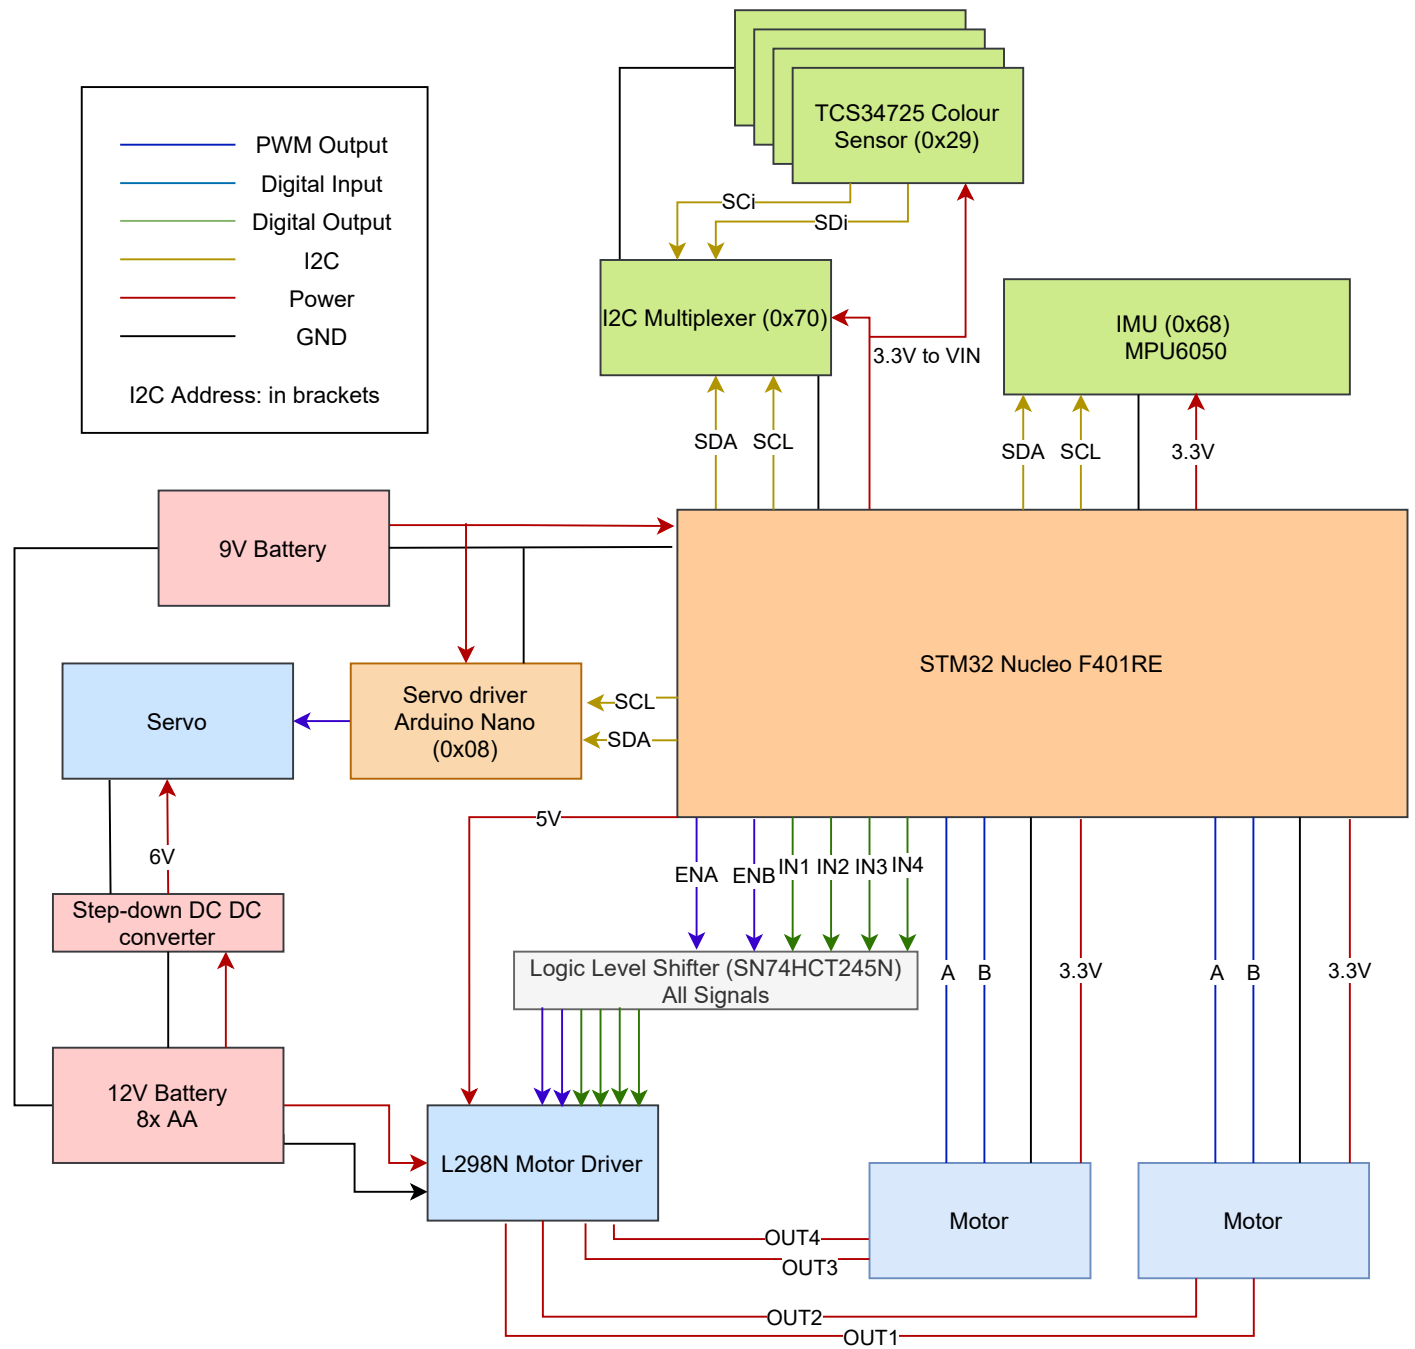 TCS34725 Colour
Sensor (0x29)
PWM Output
Digital Input
Digital Output
I2C
Power
GND
I2C Address: in brackets
SCi
SDi
I2C Multiplexer (0x70)
3.3V to VIN
IMU (0x68)
MPU6050
SDA
SCL
SDA
SCL
3.3V
9V Battery
STM32 Nucleo F401RE
Servo
Servo driver
Arduino Nano
(0x08)
SCL
SDA
5V
6V
ENA
ENB
IN1
IN2
IN3
IN4
Step-down DC DC
converter
Logic Level Shifter (SN74HCT245N)
All Signals
A
B
3.3V
A
B
3.3V
12V Battery
8x AA
L298N Motor Driver
Motor
Motor
OUT4
OUT3
OUT2
OUT1